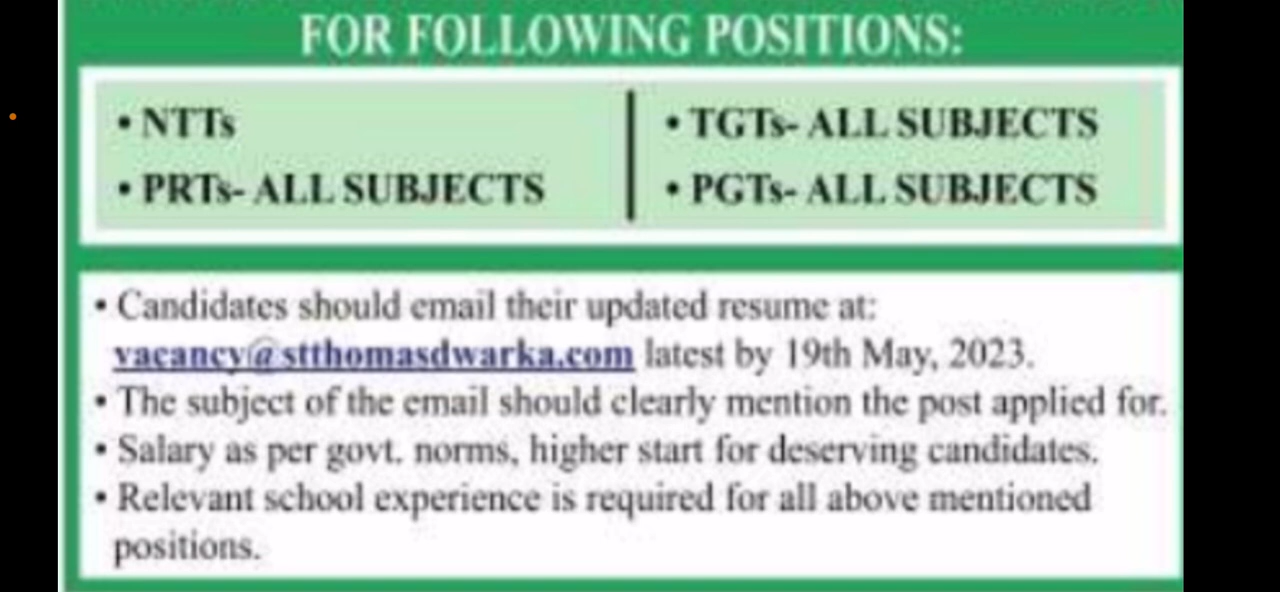 FOR FOLLOWING POSITIONS:
• NTTs
• PRTs- ALL SUBJECTS
• TGTs- ALL SUBJECTS
• PGTs- ALL SUBJECTS
• Candidates should email their updated resume at:
vacancy@stthomasdwarka.com latest by 19th May, 2023.
• The subject of the email should clearly mention the post applied for.
• Salary as per govt. norms, higher start for deserving candidates.
• Relevant school experience is required for all above mentioned
positions.